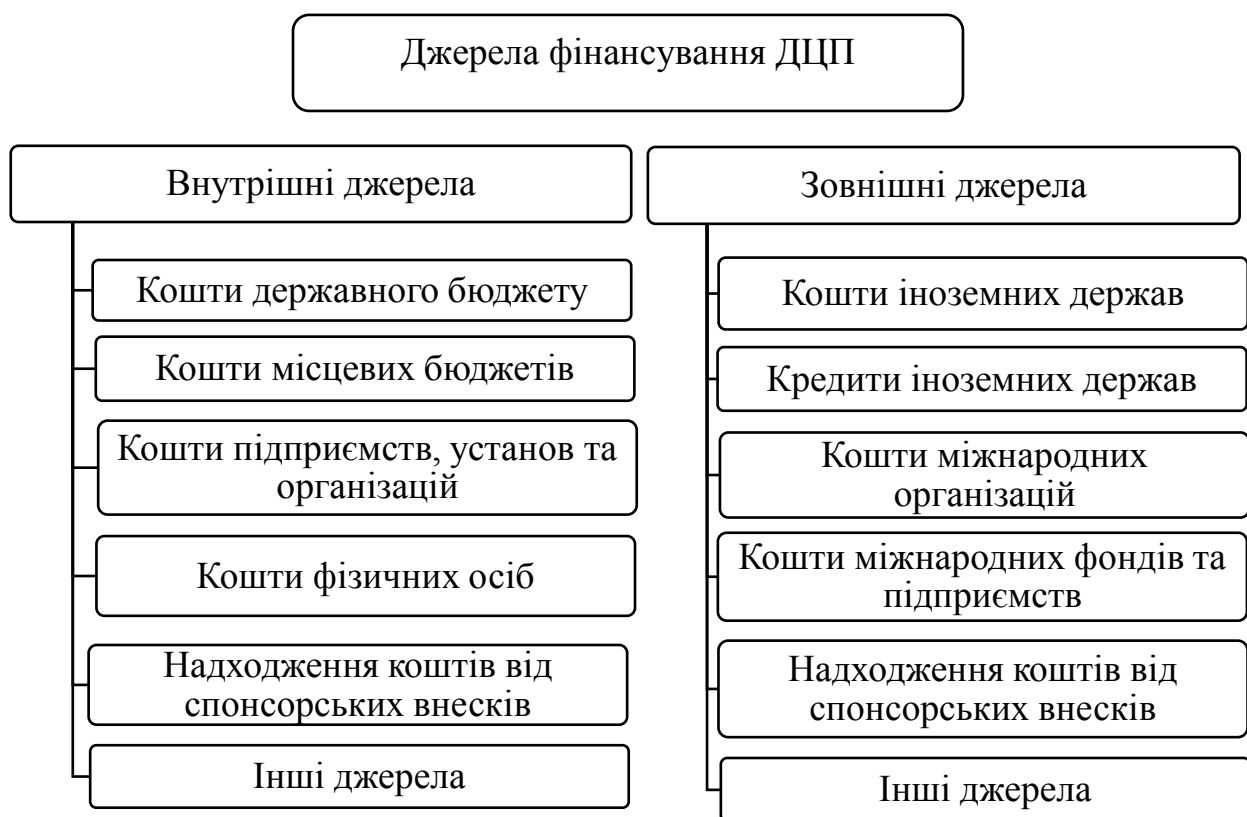 Джерела фінансування ДЦП
Внутрішні джерела
Кошти державного бюджету
Кошти місцевих бюджетів
Кошти підприємств, установ та
організацій
Кошти фізичних осіб
Надходження коштів від
спонсорських внесків
Інші джерела
Зовнішні джерела
Кошти іноземних держав
Кредити іноземних держав
Кошти міжнародних
організацій
Кошти міжнародних фондів та
підприємств
Надходження коштів від
спонсорських внесків
Інші джерела